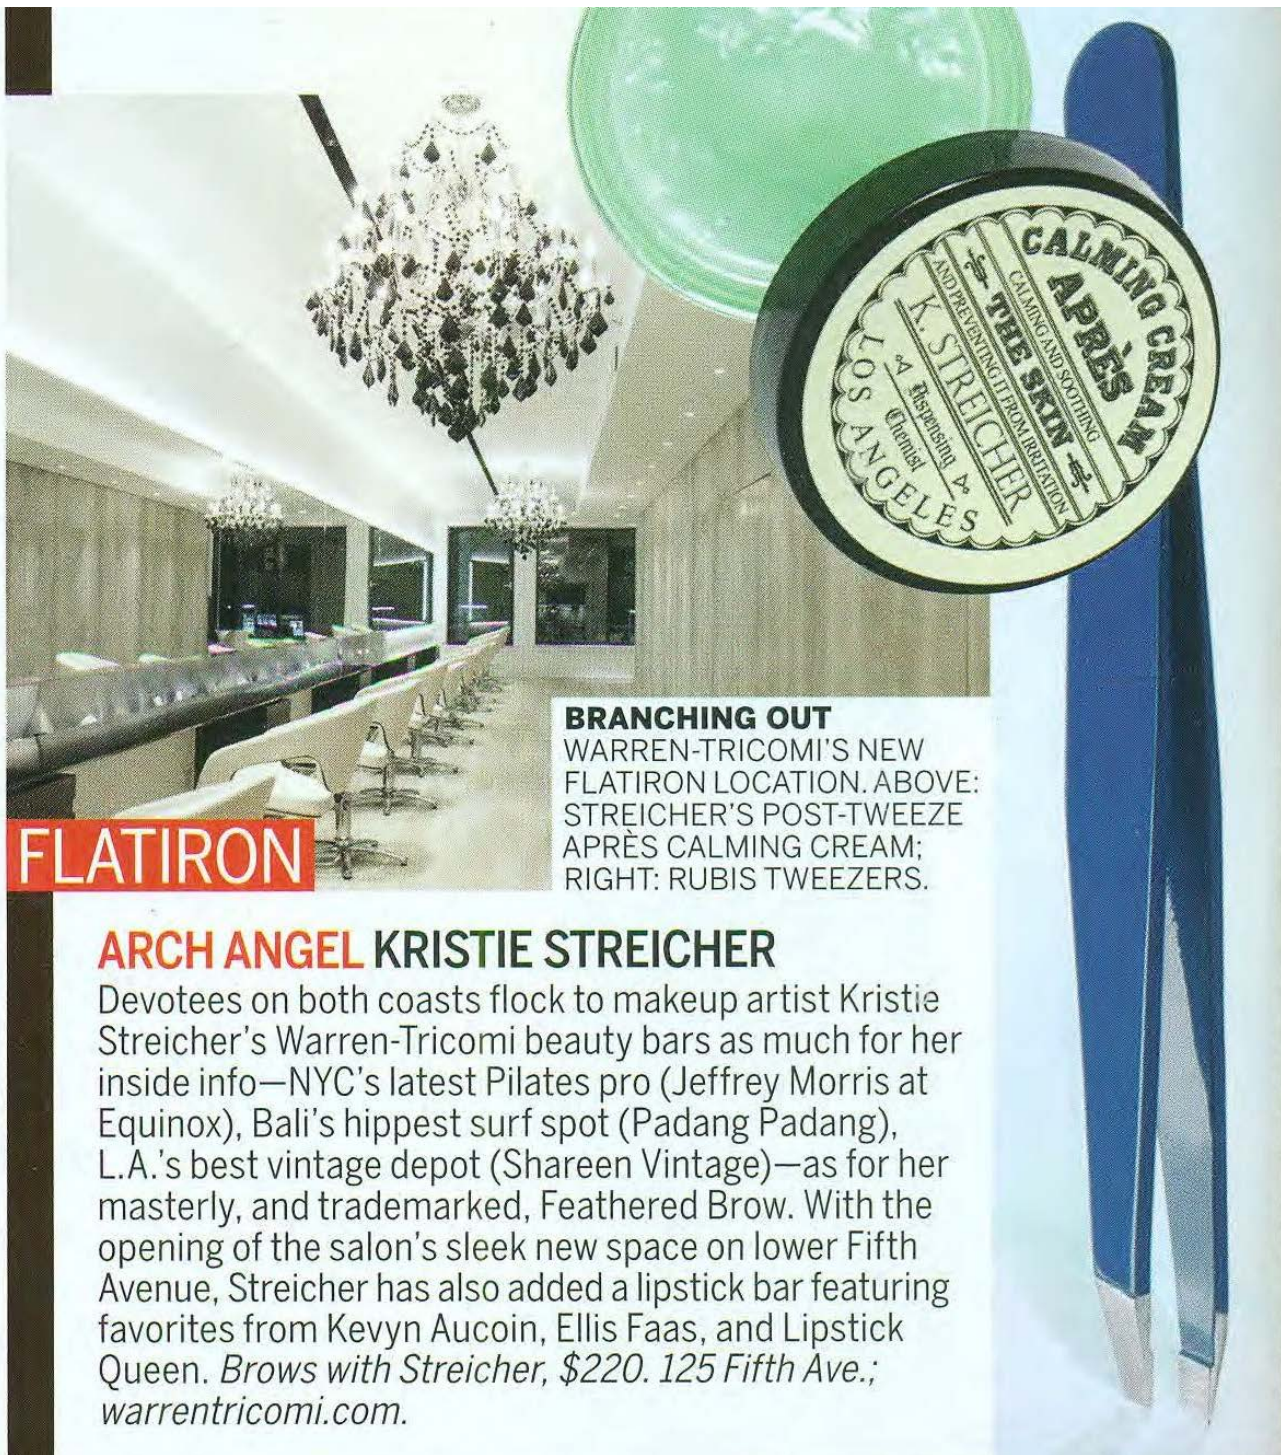 CALMING CREAM
APRÈS
CALMING AND SOOTHING
THE SKIN
AND PREVENTING IT FROM IRRITATION
K. STREICHER
Dispensing
Chemist
LOS ANGELES
BRANCHING OUT
WARREN-TRICOMI'S NEW
FLATIRON LOCATION. ABOVE:
STREICHER'S POST-TWEEZE
APRÈS CALMING CREAM;
RIGHT: RUBIS TWEEZERS.
FLATIRON
ARCH ANGEL KRISTIE STREICHER
Devotees on both coasts flock to makeup artist Kristie
Streicher's Warren-Tricomi beauty bars as much for her
inside info—NYC's latest Pilates pro (Jeffrey Morris at
Equinox), Bali's hippest surf spot (Padang Padang),
L.A.'s best vintage depot (Shareen Vintage)—as for her
masterly, and trademarked, Feathered Brow. With the
opening of the salon's sleek new space on lower Fifth
Avenue, Streicher has also added a lipstick bar featuring
favorites from Kevyn Aucoin, Ellis Faas, and Lipstick
Queen. Brows with Streicher, $220. 125 Fifth Ave.;
warrentricomi.com.